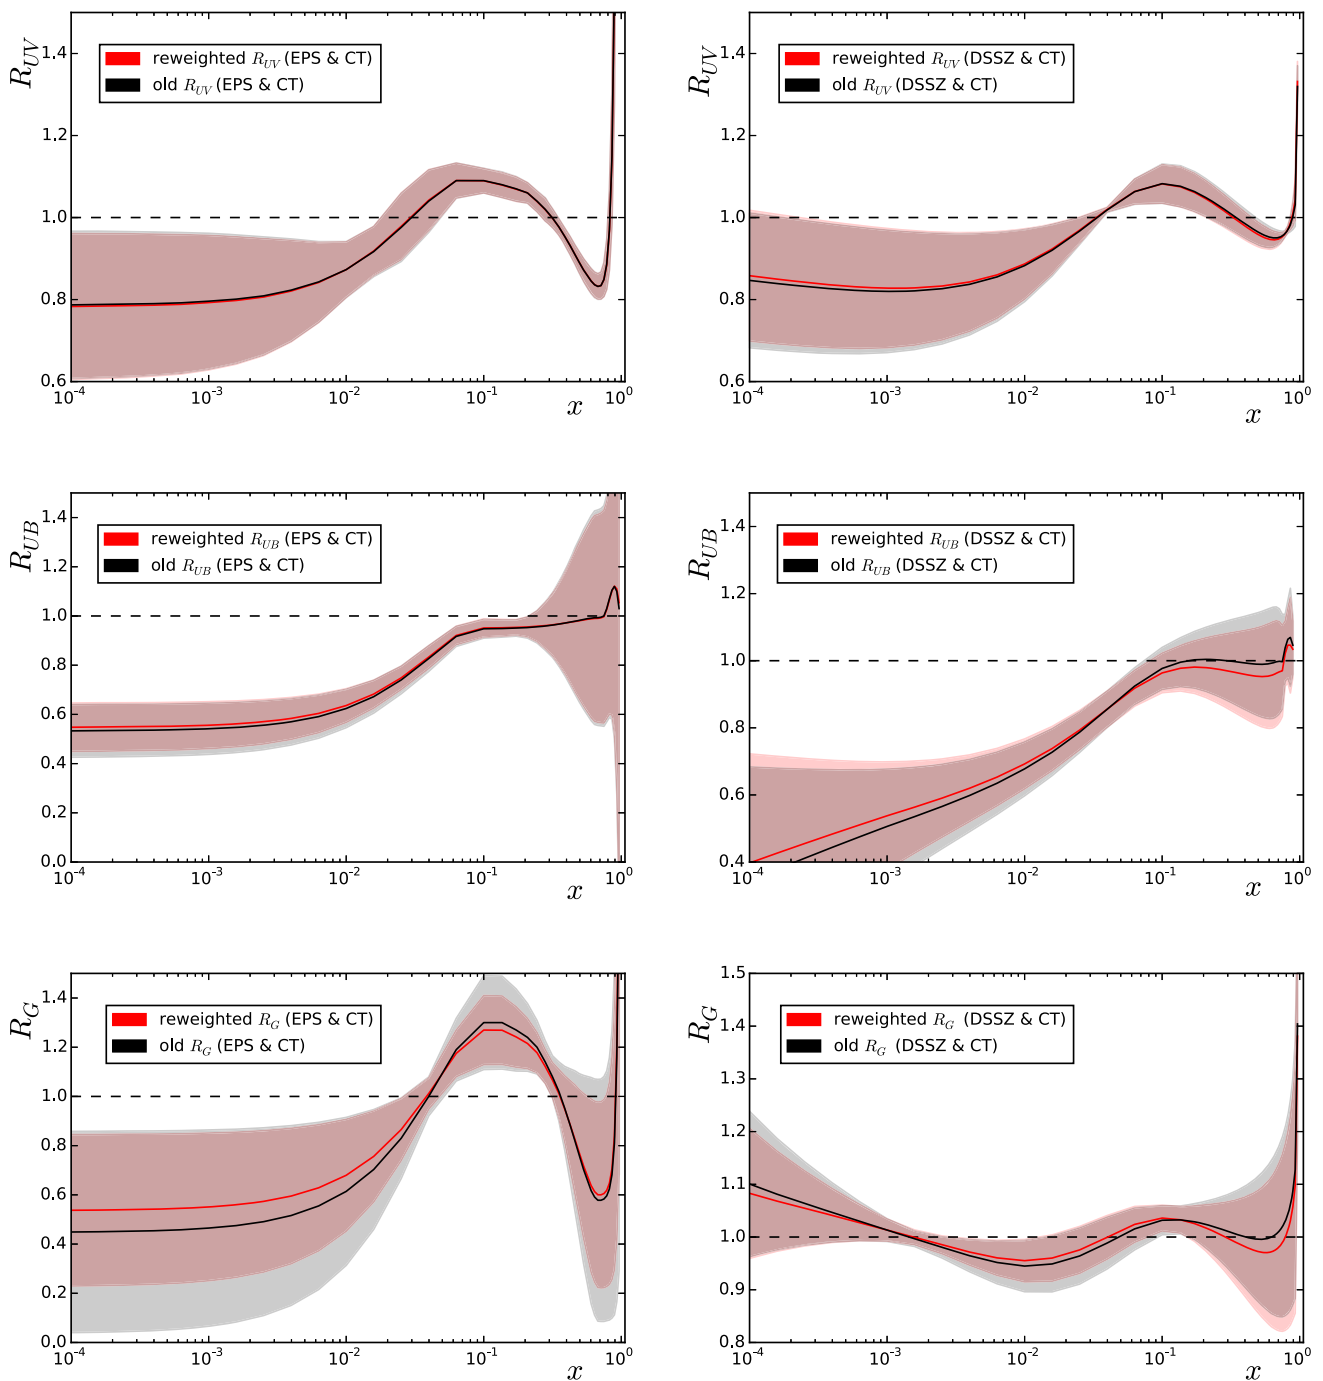 R_UV
1.4
1.2
1.0
0.8
0.6
reweighted R_UV (EPS & CT)
old R_UV (EPS & CT)
10^-4 10^-3 10^-2 10^-1 10^0
x
R_UV
1.4
1.2
1.0
0.8
0.6
reweighted R_UV (DSSZ & CT)
old R_UV (DSSZ & CT)
10^-4 10^-3 10^-2 10^-1 10^0
x
R_UB
1.4
1.2
1.0
0.8
0.6
0.4
0.2
0.0
reweighted R_UB (EPS & CT)
old R_UB (EPS & CT)
10^-4 10^-3 10^-2 10^-1 10^0
x
R_UB
1.4
1.2
1.0
0.8
0.6
0.4
reweighted R_UB (DSSZ & CT)
old R_UB (DSSZ & CT)
10^-4 10^-3 10^-2 10^-1 10^0
x
R_G
1.4
1.2
1.0
0.8
0.6
0.4
0.2
0.0
reweighted R_G (EPS & CT)
old R_G (EPS & CT)
10^-4 10^-3 10^-2 10^-1 10^0
x
R_G
1.5
1.4
1.3
1.2
1.1
1.0
0.9
0.8
reweighted R_G (DSSZ & CT)
old R_G (DSSZ & CT)
10^-4 10^-3 10^-2 10^-1 10^0
x